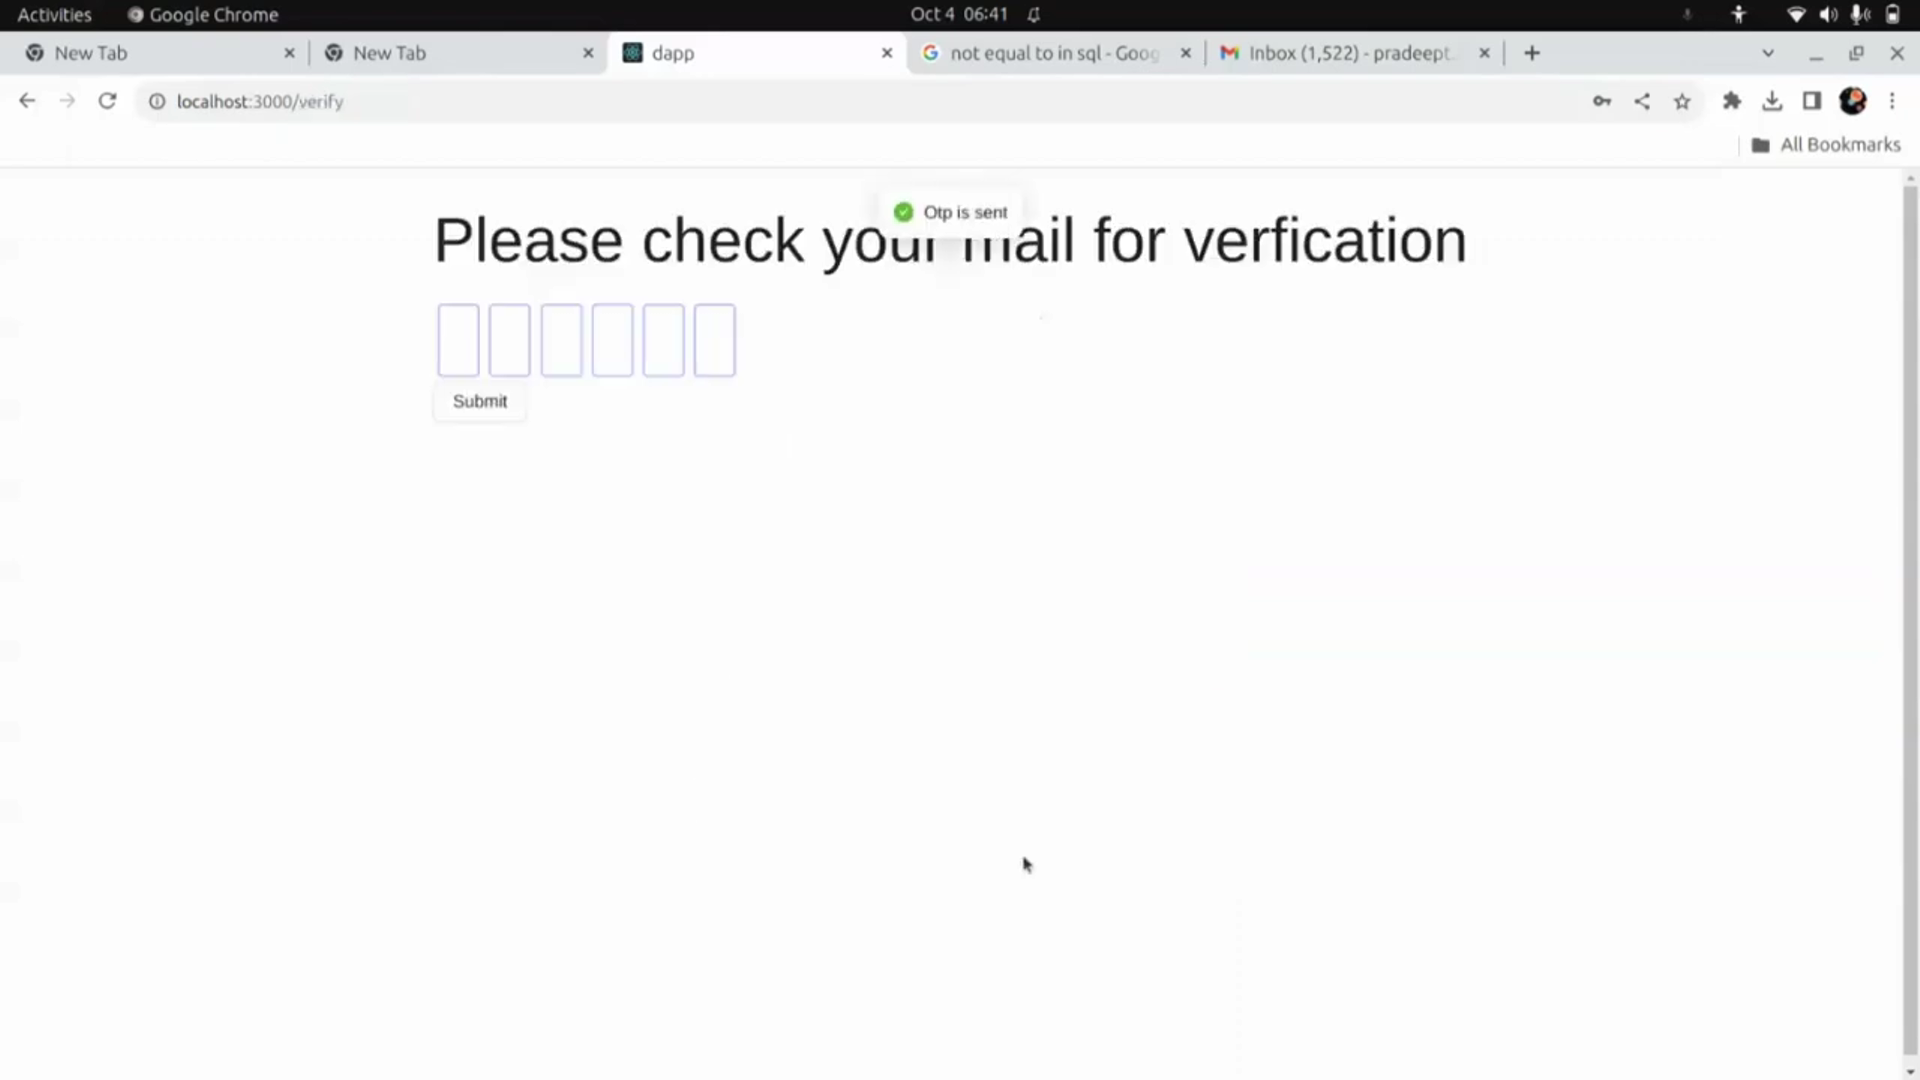 Activities Google Chrome Oct 4 06:41
New Tab New Tab dapp not equal to in sql - Goog Inbox (1,522) - pradeept.
localhost:3000/verify
All Bookmarks
Otp is sent
Please check your mail for verfication
Submit